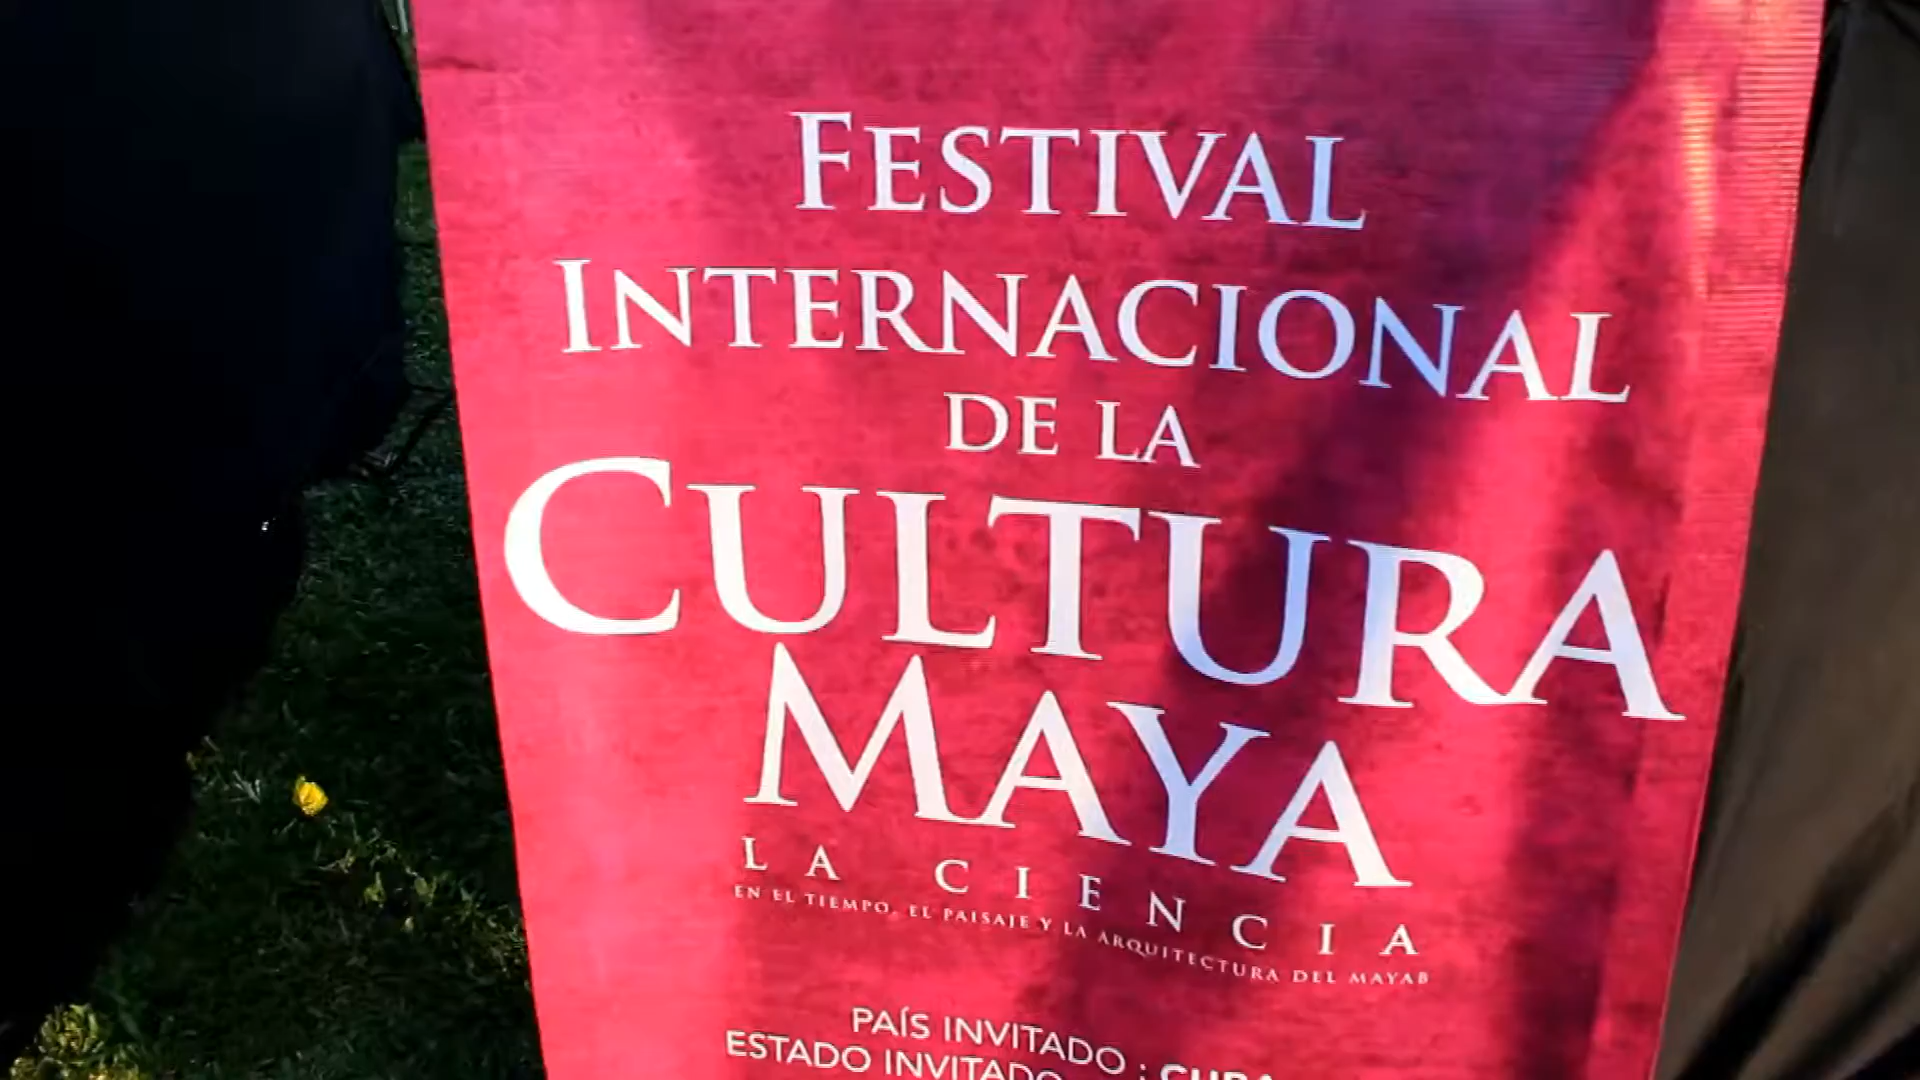 FESTIVAL
INTERNACIONAL
DE LA
CULTURA
MAYA
LA CIENCIA
EN EL TIEMPO, EL PAISAJE Y LA ARQUITECTURA DEL MAYAB
PAÍS INVITADO : CUBA
ESTADO INVITADO